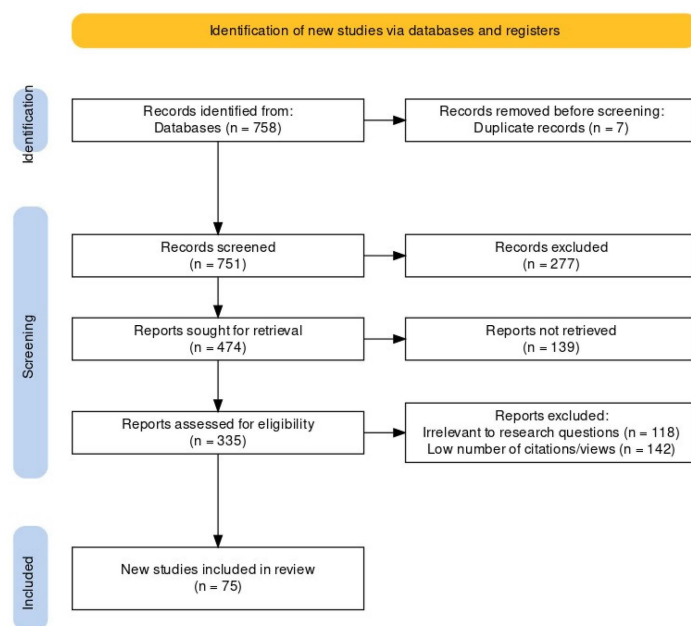 Identification of new studies via databases and registers
Identification
Records identified from:
Databases (n = 758)
Records removed before screening:
Duplicate records (n = 7)
Screening
Records screened
(n = 751)
Records excluded
(n = 277)
Reports sought for retrieval
(n = 474)
Reports not retrieved
(n = 139)
Reports assessed for eligibility
(n = 335)
Reports excluded:
Irrelevant to research questions (n = 118)
Low number of citations/views (n = 142)
Included
New studies included in review
(n = 75)